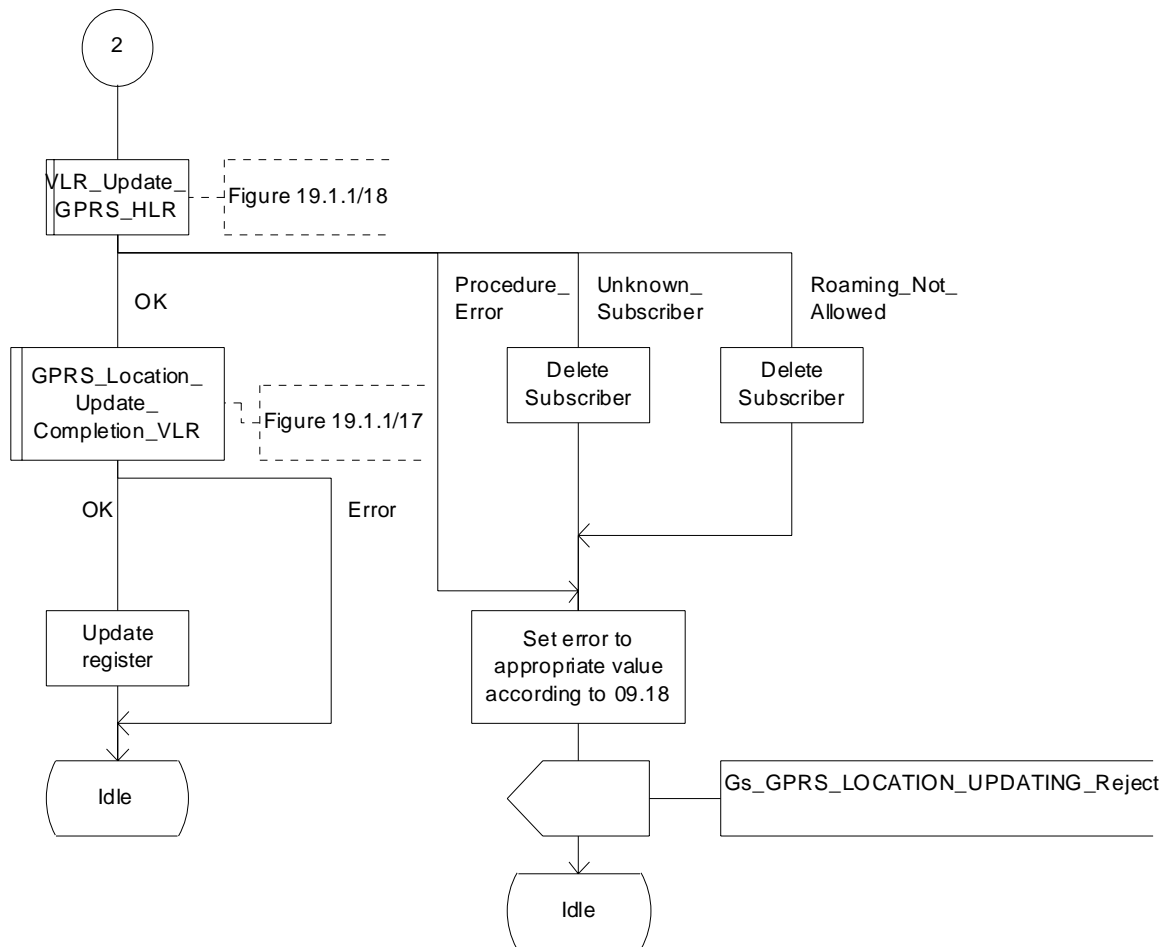 2
VLR_Update_
GPRS_HLR
Figure 19.1.1/18
OK
Procedure_
Error
Unknown_
Subscriber
Roaming_Not_
Allowed
GPRS_Location_
Update_
Completion_VLR
Figure 19.1.1/17
Delete
Subscriber
Delete
Subscriber
OK
Error
Update
register
Set error to
appropriate value
according to 09.18
Idle
Gs_GPRS_LOCATION_UPDATING_Reject
Idle